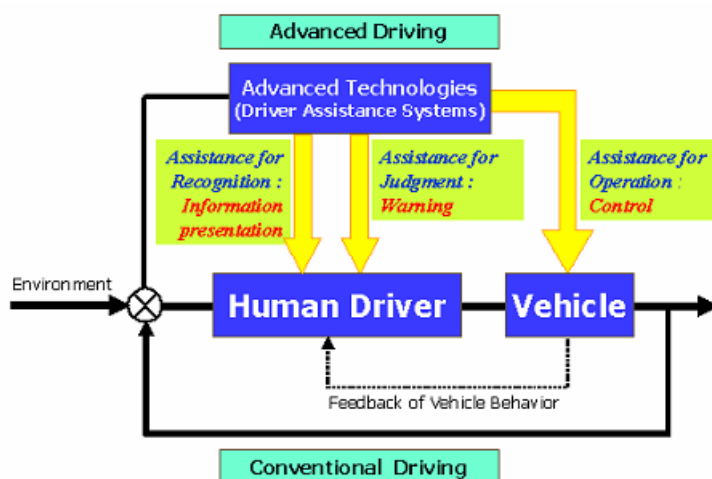 Advanced Driving
Advanced Technologies
(Driver Assistance Systems)
Assistance for
Recognition :
Information
presentation
Assistance for
Judgment :
Warning
Assistance for
Operation :
Control
Environment
Human Driver
Vehicle
Feedback of Vehicle Behavior
Conventional Driving